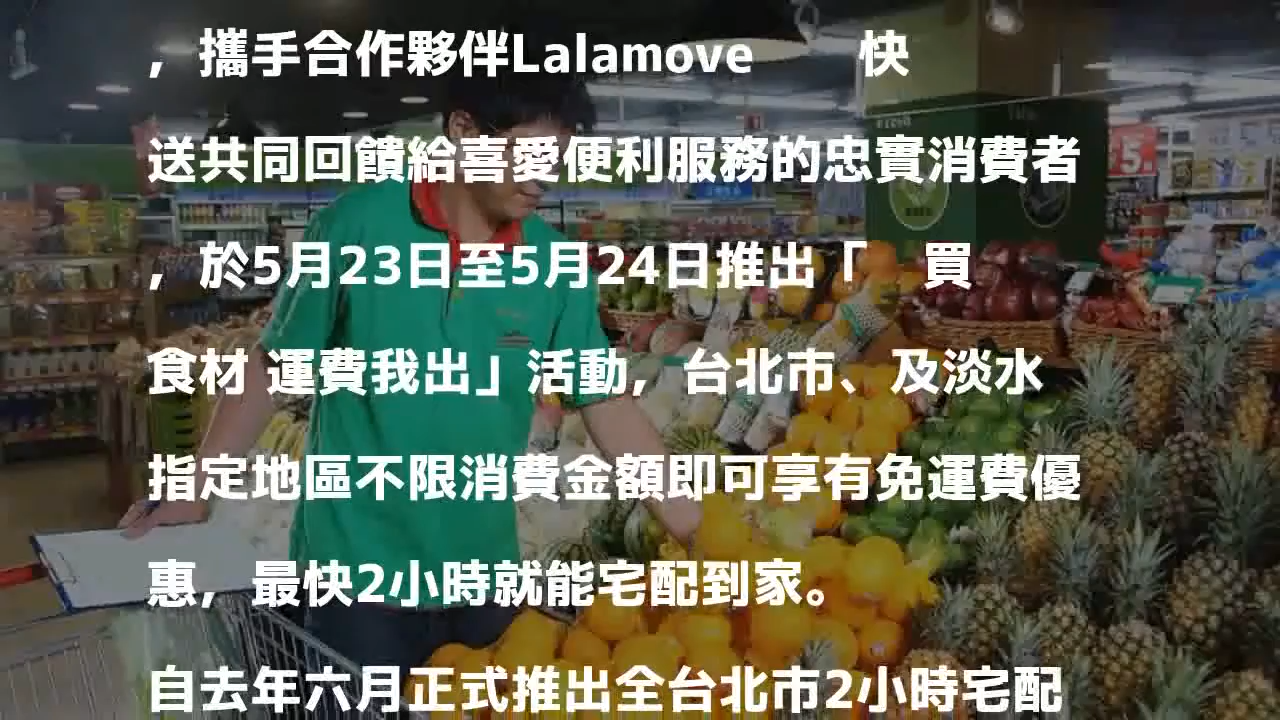 ，攜手合作夥伴Lalamove 快
送共同回饋給喜愛便利服務的忠實消費者
，於5月23日至5月24日推出「 買
食材 運費我出」活動，台北市、及淡水
指定地區不限消費金額即可享有免運費優
惠，最快2小時就能宅配到家。
自去年六月正式推出全台北市2小時宅配